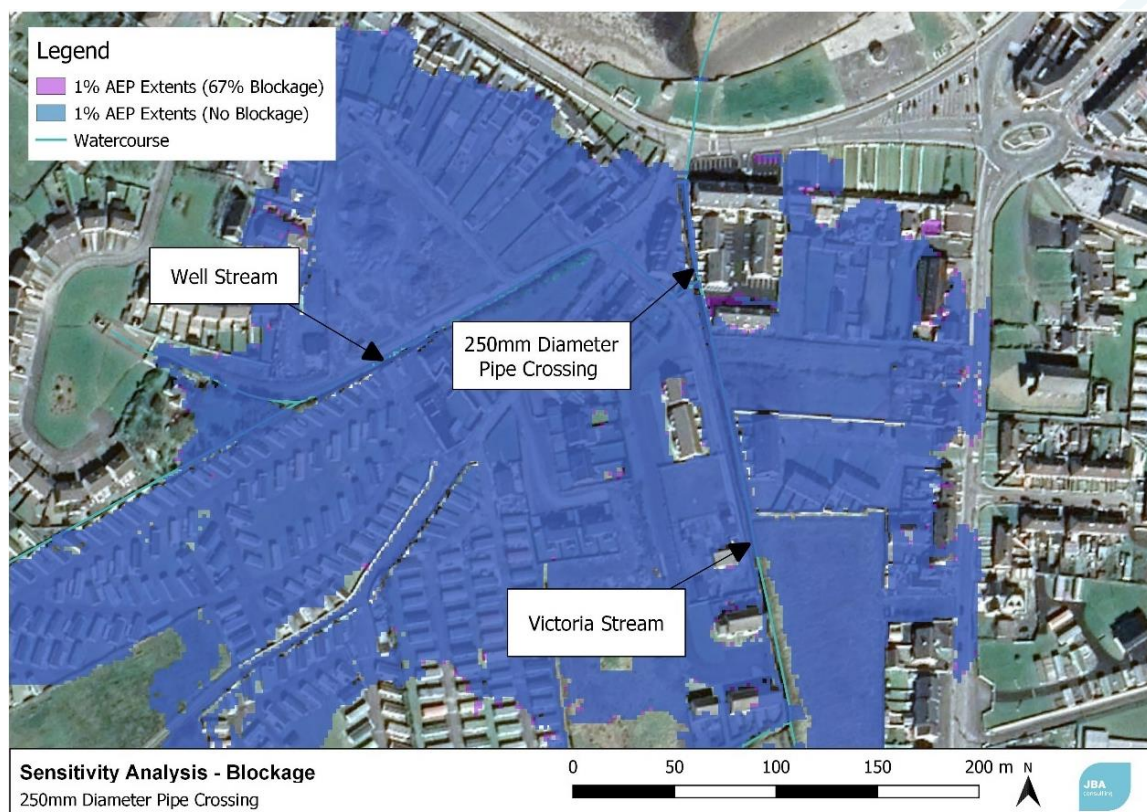 Legend
1% AEP Extents (67% Blockage)
1% AEP Extents (No Blockage)
Watercourse
Well Stream
250mm Diameter
Pipe Crossing
Victoria Stream
Sensitivity Analysis - Blockage
250mm Diameter Pipe Crossing
0 50 100 150 200 m
N
JBA
consulting